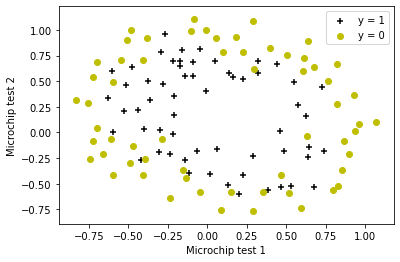 y = 1
y = 0
1.00
0.75
0.50
0.25
0.00
-0.25
-0.50
-0.75
Microchip test 2
-0.75 -0.50 -0.25 0.00 0.25 0.50 0.75 1.00
Microchip test 1